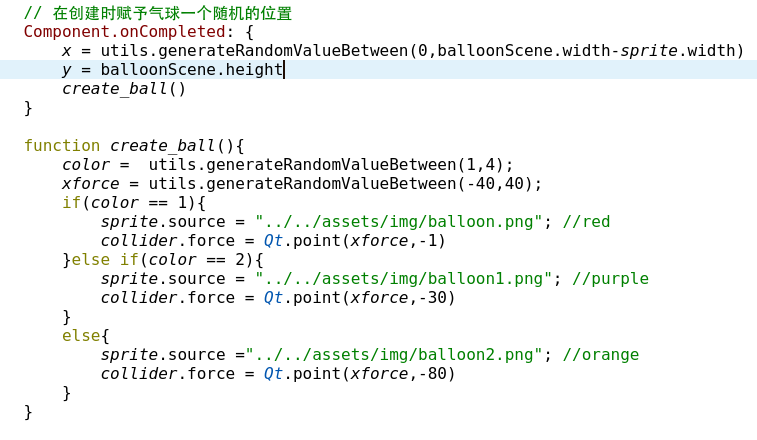 // 在创建时赋予气球一个随机的位置
Component.onCompleted: {
    x = utils.generateRandomValueBetween(0,balloonScene.width-sprite.width)
    y = balloonScene.height
    create_ball()
}

function create_ball(){
    color =  utils.generateRandomValueBetween(1,4);
    xforce = utils.generateRandomValueBetween(-40,40);
    if(color == 1){
        sprite.source = "../../assets/img/balloon.png"; //red
        collider.force = Qt.point(xforce,-1)
    }else if(color == 2){
        sprite.source = "../../assets/img/balloon1.png"; //purple
        collider.force = Qt.point(xforce,-30)
    }
    else{
        sprite.source ="../../assets/img/balloon2.png"; //orange
        collider.force = Qt.point(xforce,-80)
    }
}